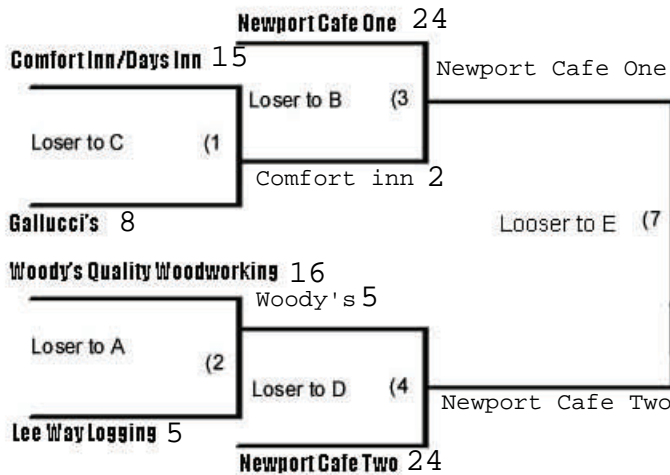 Newport Cafe One 24
Comfort Inn/Days Inn 15
Newport Cafe One
Loser to B (3
Loser to C (1
Comfort inn 2
Gallucci's 8
Looser to E (7
Woody's Quality Woodworking 16
Woody's 5
Loser to A (2
Loser to D (4
Newport Cafe Two
Lee Way Logging 5
Newport Cafe Two 24